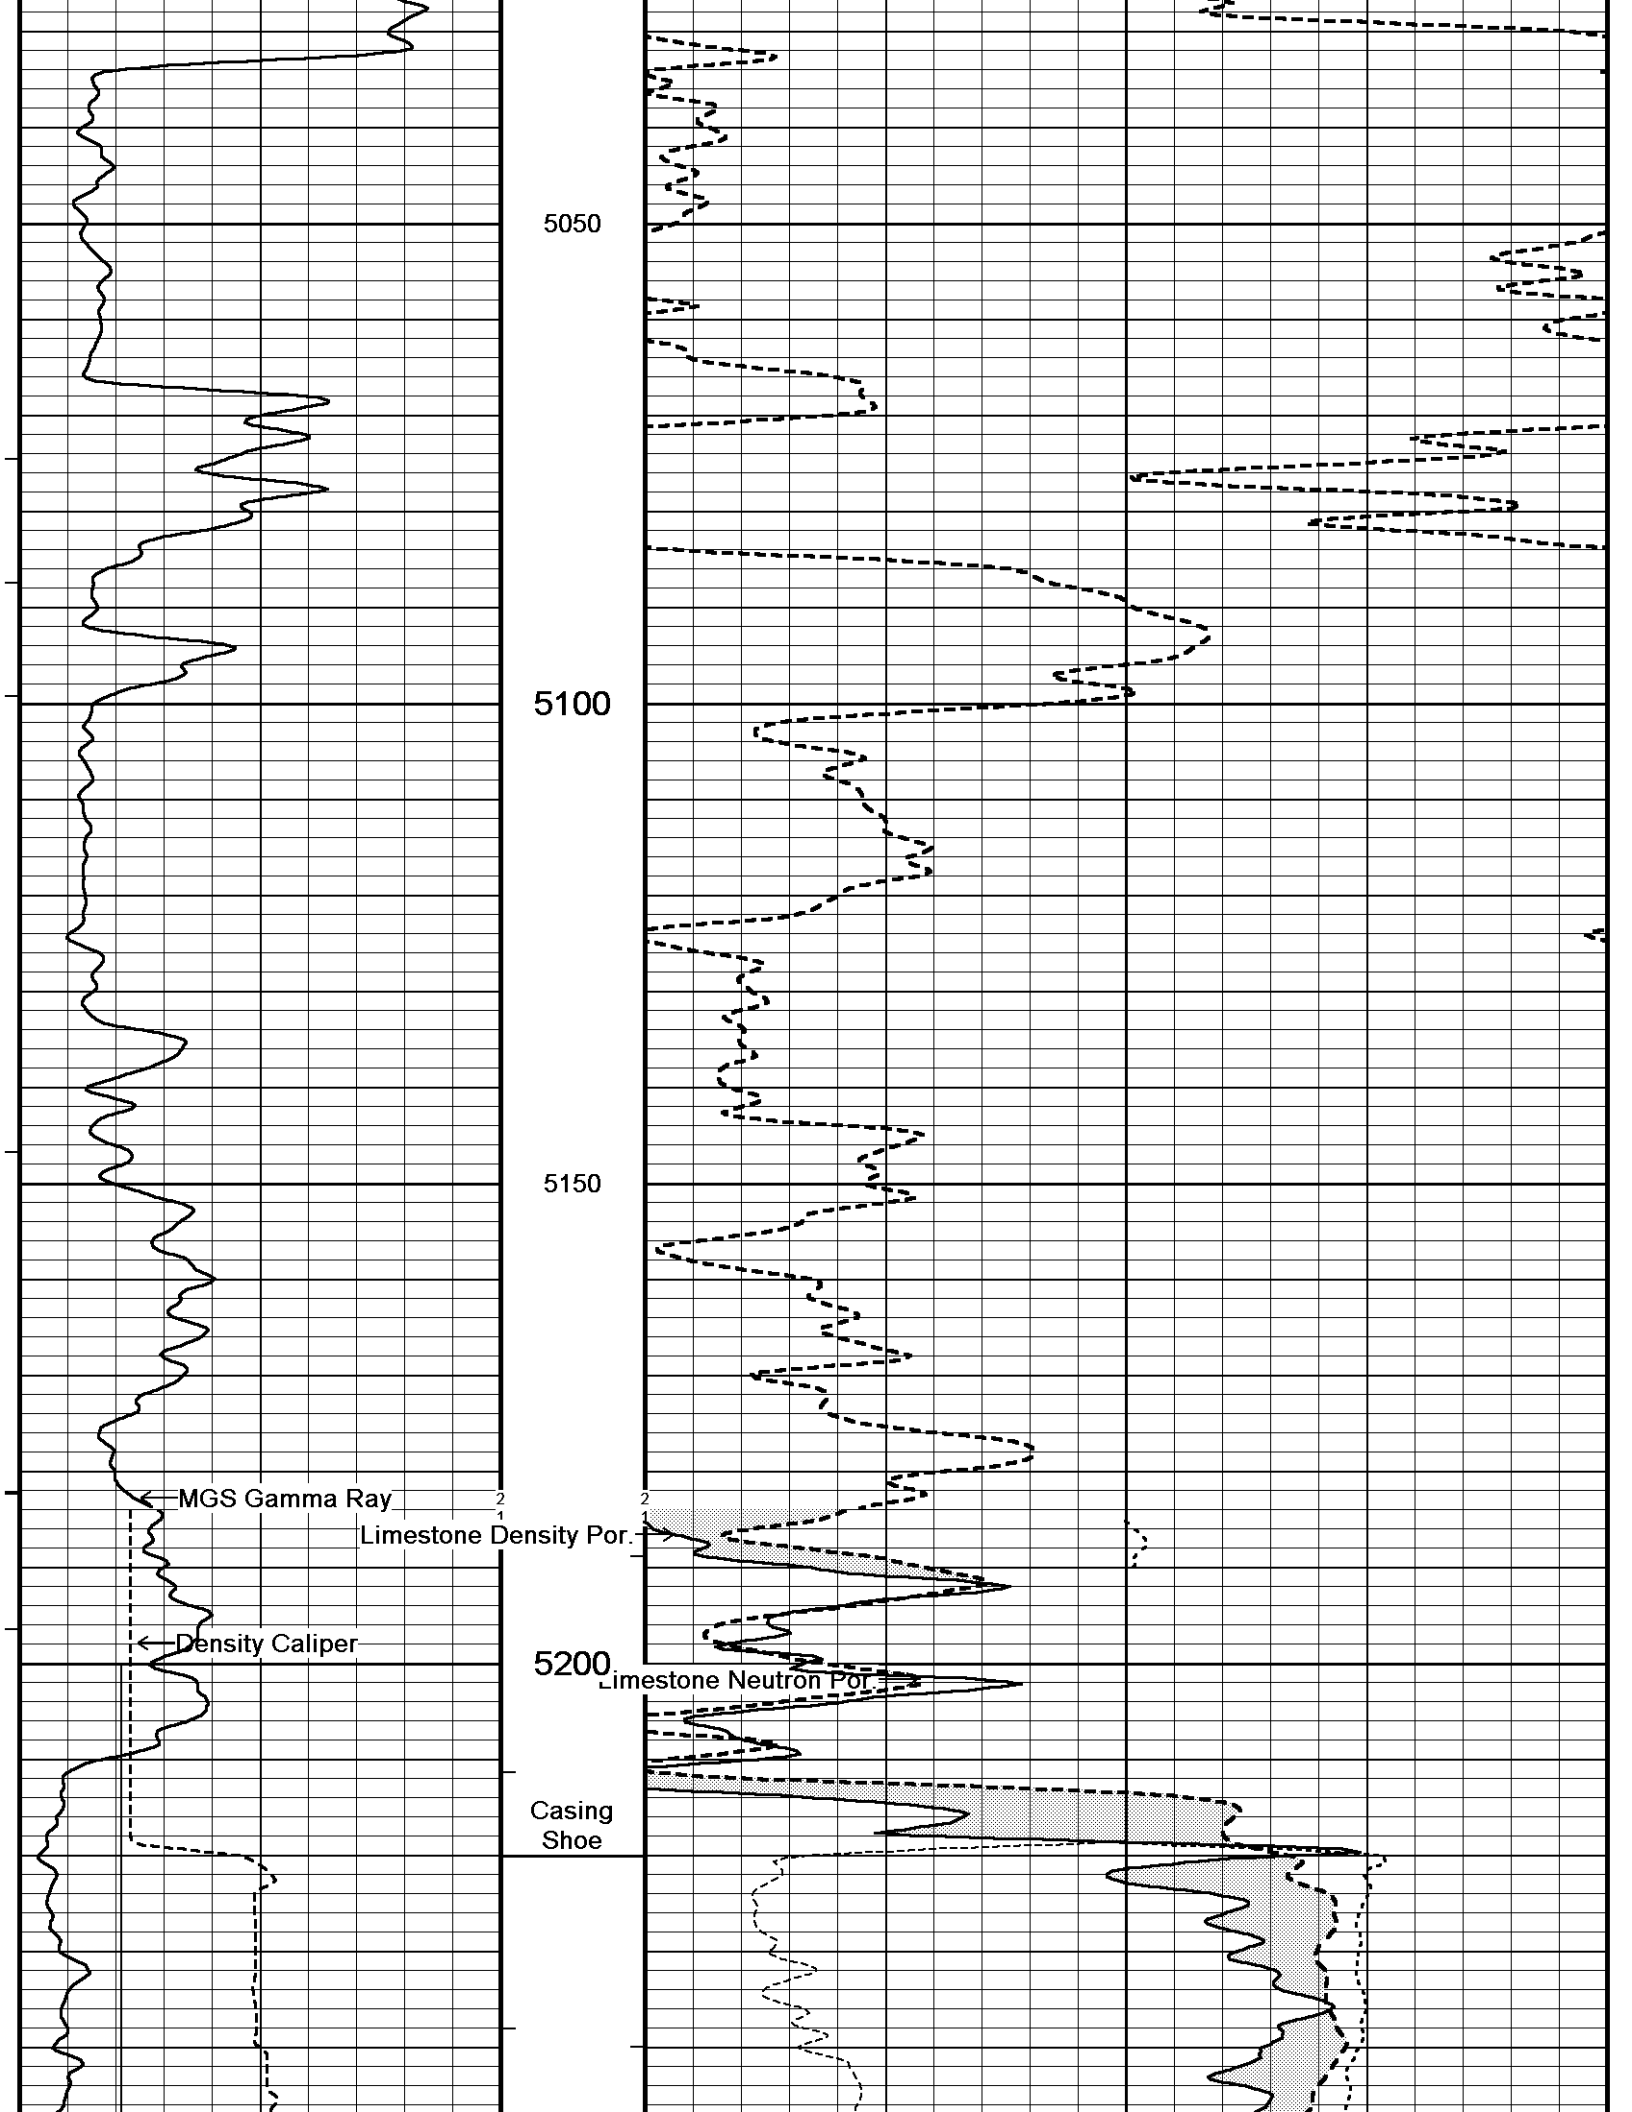 5050
5100
5150
MGS Gamma Ray
2
2
1
1
Limestone Density Por.
Density Caliper
5200
Limestone Neutron Por.
Casing
Shoe